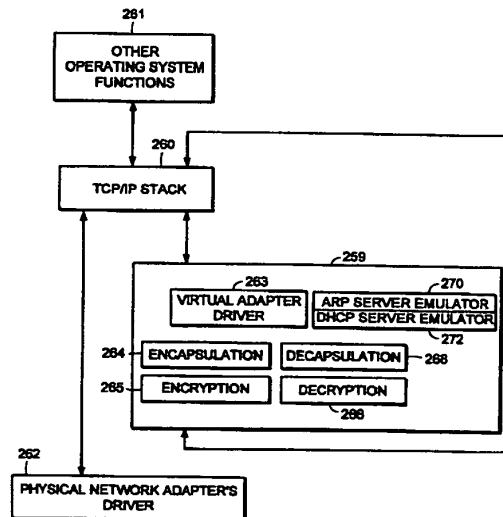 261
OTHER
OPERATING SYSTEM
FUNCTIONS
260
TCP/IP STACK
259
263
VIRTUAL ADAPTER
DRIVER
270
ARP SERVER EMULATOR
DHCP SERVER EMULATOR
272
264
ENCAPSULATION
DECAPSULATION
266
265
ENCRYPTION
DECRYPTION
268
262
PHYSICAL NETWORK ADAPTER'S
DRIVER